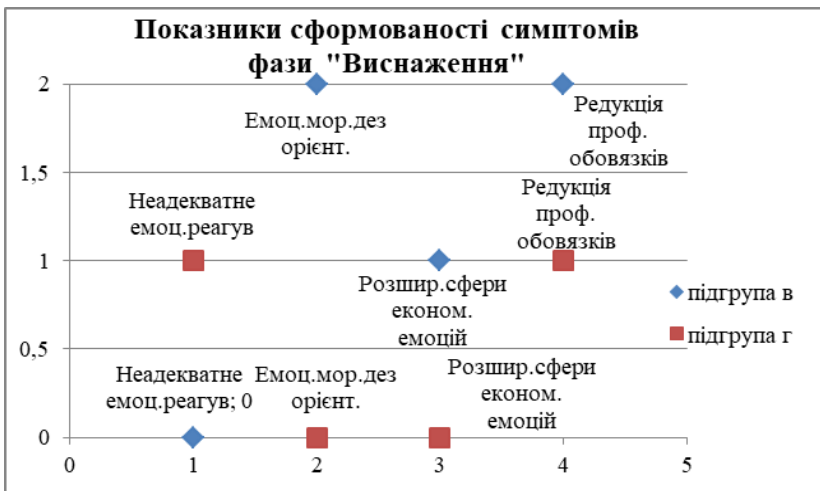 Показники сформованості симптомів
фази "Виснаження"
2
Емоц.мор.дез
орієнт.
Редукція
проф.
обовязків
1,5
Неадекватне
емоц.реагув
Редукція
проф.
обовязків
1
Розшир.сфери
економ.
емоцій
підгрупа в
підгрупа г
0,5
Неадекватне
емоц.реагув; 0
Емоц.мор.дез
орієнт.
Розшир.сфери
економ.
емоцій
0
0 1 2 3 4 5